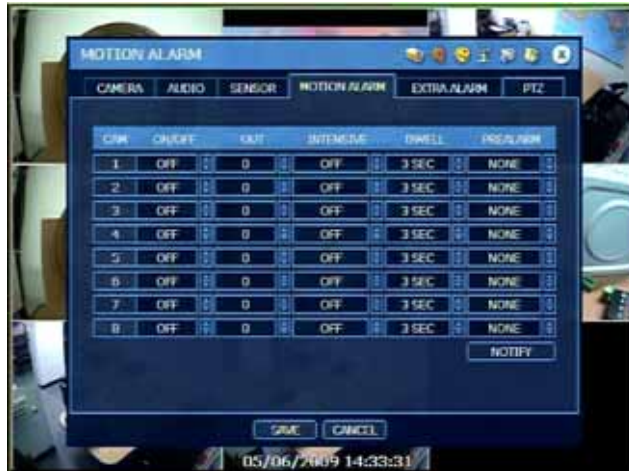 MOTION ALARM
CAMERA AUDIO SENSOR MOTION ALARM EXTRA ALARM PTZ
CAM ON/OFF OUT INTENSIVE DWELL PREALARM
1 OFF 0 OFF 3 SEC NONE
2 OFF 0 OFF 3 SEC NONE
3 OFF 0 OFF 3 SEC NONE
4 OFF 0 OFF 3 SEC NONE
5 OFF 0 OFF 3 SEC NONE
6 OFF 0 OFF 3 SEC NONE
7 OFF 0 OFF 3 SEC NONE
8 OFF 0 OFF 3 SEC NONE
NOTIFY
SAVE CANCEL
05/06/2009 14:33:31